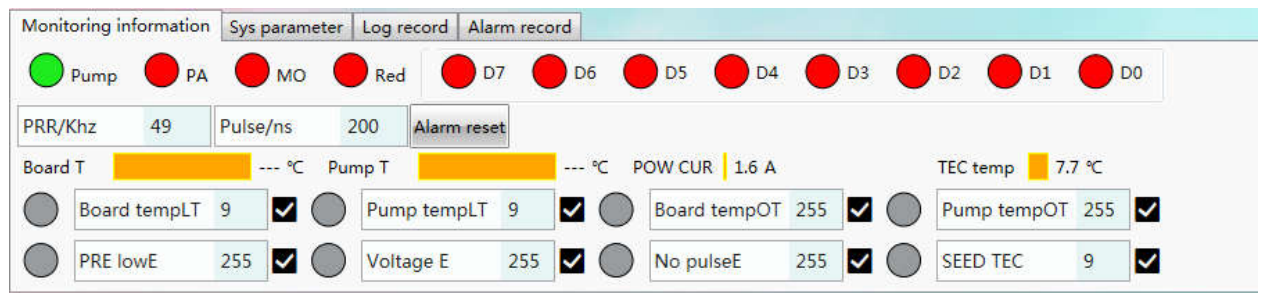 Monitoring information Sys parameter Log record Alarm record
Pump PA MO Red D7 D6 D5 D4 D3 D2 D1 D0
PRR/Khz 49 Pulse/ns 200 Alarm reset
Board T --- ℃ Pump T --- ℃ POW CUR 1.6 A TEC temp 7.7 ℃
Board tempLT 9 Pump tempLT 9 Board tempOT 255 Pump tempOT 255
PRE lowE 255 Voltage E 255 No pulseE 255 SEED TEC 9